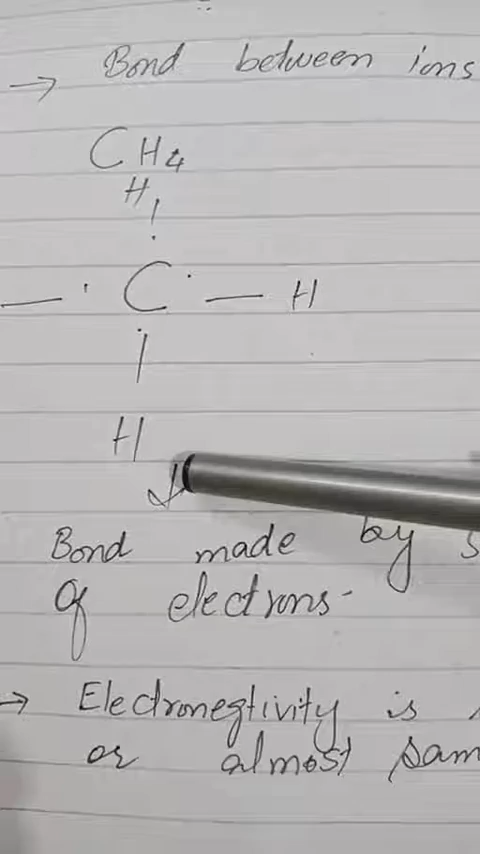 → Bond between ions
CH4
H
— C — H
H
Bond made by
of electrons-
→ Electronegtivity is
or almost sam